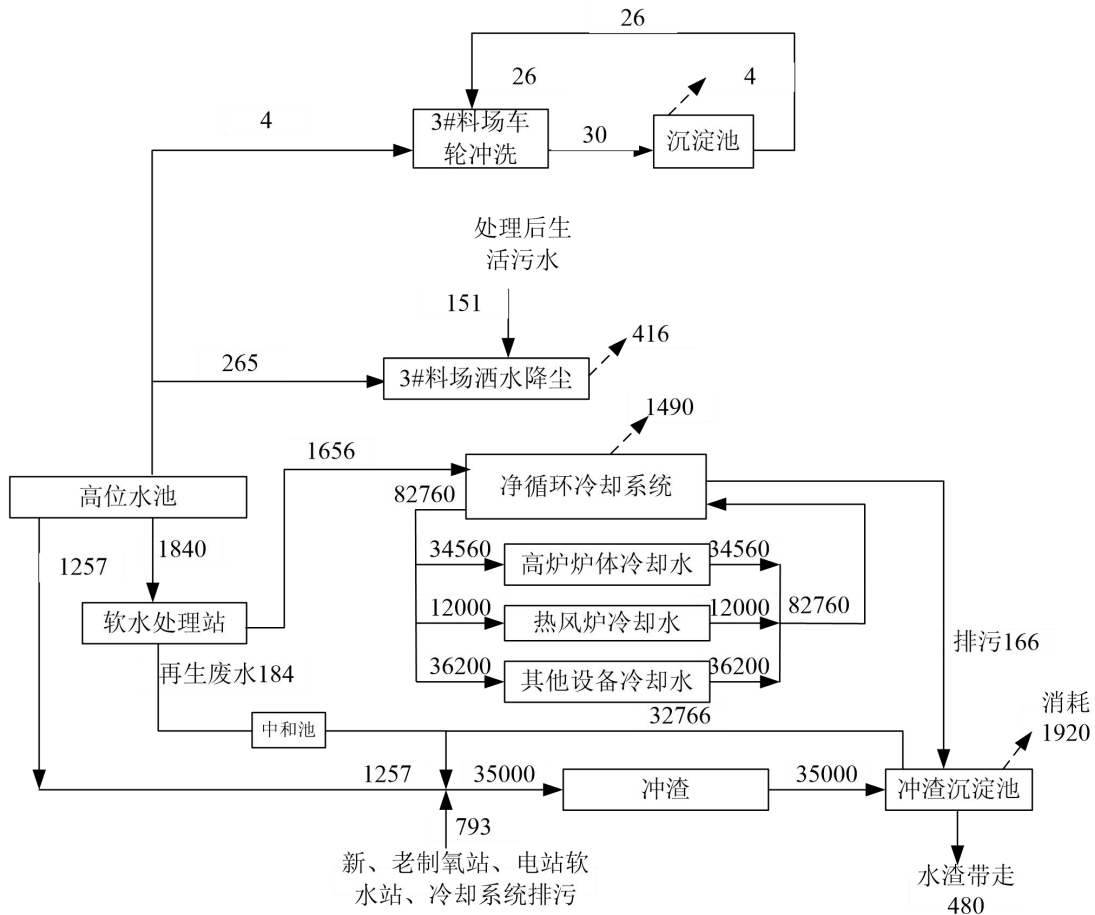 26
26
4
4
3#料场车
轮冲洗
30
沉淀池
处理后生
活污水
151
416
265
3#料场洒水降尘
1490
1656
净循环冷却系统
高位水池
82760
1840
34560
高炉炉体冷却水
34560
1257
12000
热风炉冷却水
12000
82760
软水处理站
排污166
再生废水184
36200
其他设备冷却水
36200
32766
消耗
1920
中和池
1257
35000
冲渣
35000
冲渣沉淀池
793
新、老制氧站、电站软
水站、冷却系统排污
水渣带走
480